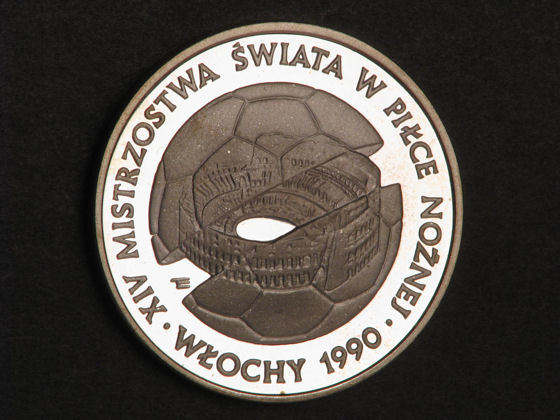 XIV MISTRZOSTWA ŚWIATA W PIŁCE NOŻNEJ
· WŁOCHY 1990 ·